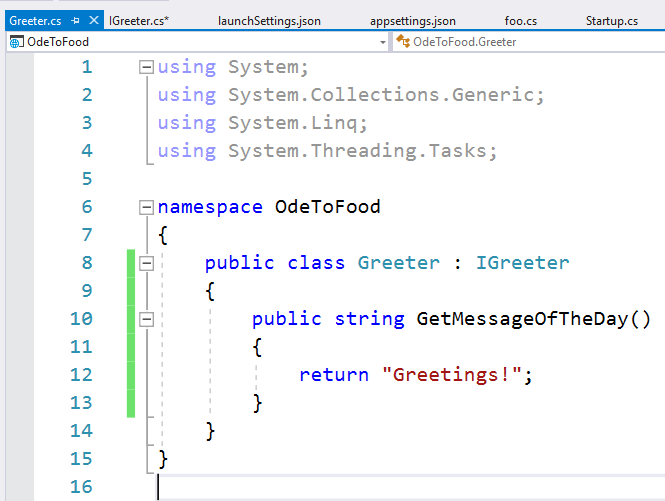 Greeter.cs IGreeter.cs* launchSettings.json appsettings.json foo.cs Startup.cs
OdeToFood OdeToFood.Greeter
1 using System;
2 using System.Collections.Generic;
3 using System.Linq;
4 using System.Threading.Tasks;
5
6 namespace OdeToFood
7 {
8 public class Greeter : IGreeter
9 {
10 public string GetMessageOfTheDay()
11 {
12 return "Greetings!";
13 }
14 }
15 }
16